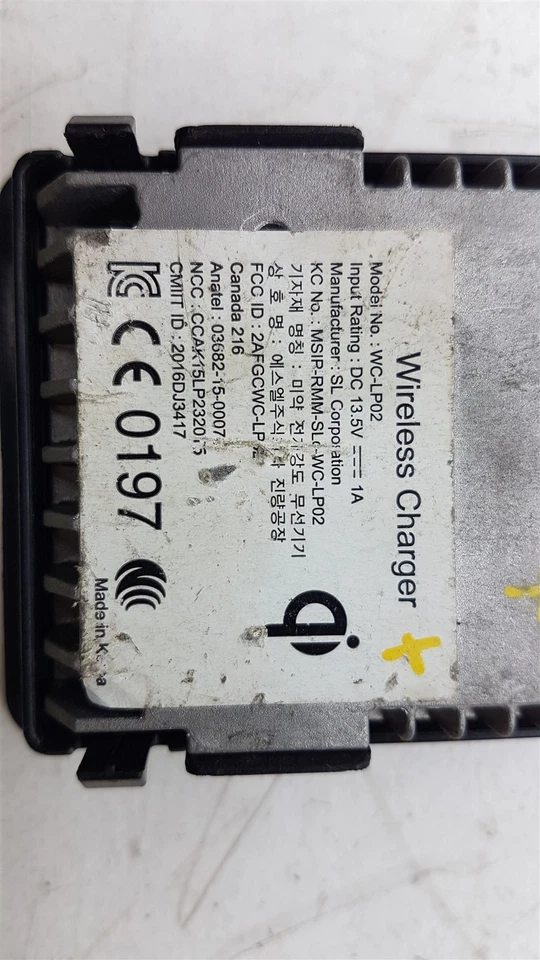 Wireless Charger
Model No. : WC-LP02
Input Rating : DC 13.5V 1A
Manufacturer : SL Corporation
KC No. : MSIP-RMM-SLC-WC-LP02
기자재 명칭 : 미약 전계강도 무선기기
상 호 명 : 에스엘주식회사 진량공장
FCC ID : 2AFGCWC-LP02
Canada 216
Anatel : 03682-15-0007
NCC : CCAK15LP2320
CMIIT ID : 2016DJ3417
qi
CE 0197
Made in Korea